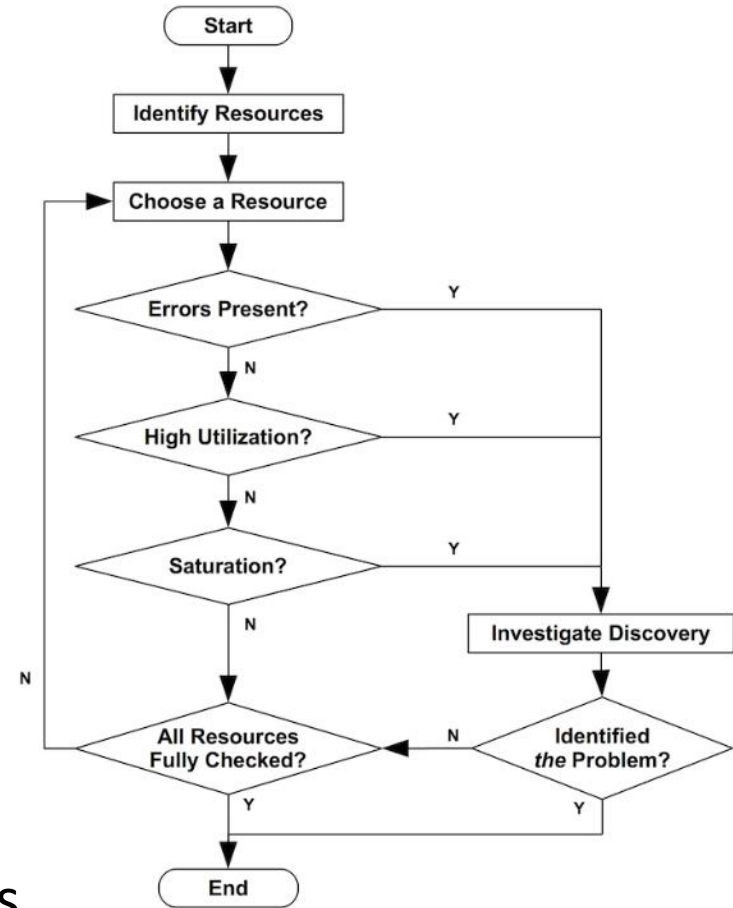 Start
Identify Resources
Choose a Resource
Errors Present?
Y
N
High Utilization?
Y
N
Saturation?
Y
N
Investigate Discovery
N
All Resources
Fully Checked?
N
Identified
the Problem?
Y
Y
End
s